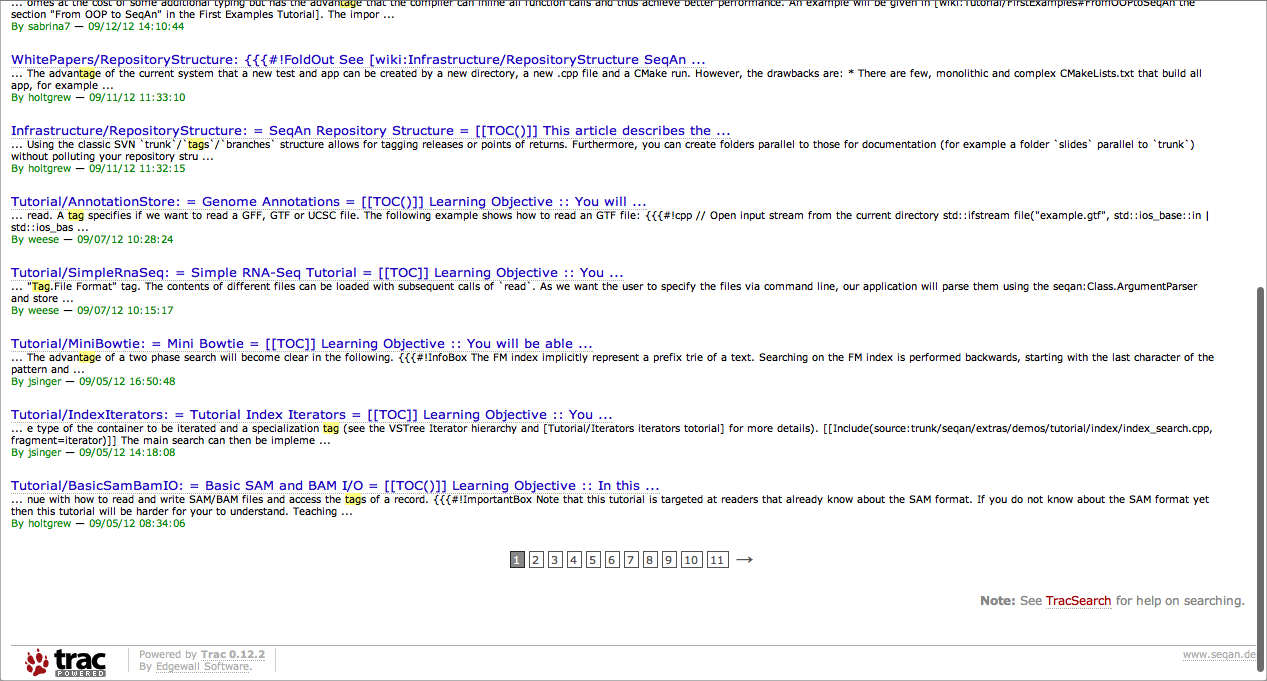 ... omes at the cost of some additional typing but has the advantage that the compiler can inline all function calls and thus achieve better performance. An example will be given in [wiki:Tutorial/FirstExamples#FromOOPtoSeqAn the
section "From OOP to SeqAn" in the First Examples Tutorial]. The impor ...
By sabrina7 — 09/12/12 14:10:44
WhitePapers/RepositoryStructure: {{{#!FoldOut See [wiki:Infrastructure/RepositoryStructure SeqAn ...
... The advantage of the current system that a new test and app can be created by a new directory, a new .cpp file and a CMake run. However, the drawbacks are: * There are few, monolithic and complex CMakeLists.txt that build all
app, for example ...
By holtgrew — 09/11/12 11:33:10
Infrastructure/RepositoryStructure: = SeqAn Repository Structure = [[TOC()]] This article describes the ...
... Using the classic SVN `trunk`/`tags`/`branches` structure allows for tagging releases or points of returns. Furthermore, you can create folders parallel to those for documentation (for example a folder `slides` parallel to `trunk`)
without polluting your repository stru ...
By holtgrew — 09/11/12 11:32:15
Tutorial/AnnotationStore: = Genome Annotations = [[TOC()]] Learning Objective :: You will ...
... read. A tag specifies if we want to read a GFF, GTF or UCSC file. The following example shows how to read an GTF file: {{{#!cpp // Open input stream from the current directory std::ifstream file("example.gtf", std::ios_base::in |
std::ios_bas ...
By weese — 09/07/12 10:28:24
Tutorial/SimpleRnaSeq: = Simple RNA-Seq Tutorial = [[TOC]] Learning Objective :: You ...
... "Tag.File Format" tag. The contents of different files can be loaded with subsequent calls of `read`. As we want the user to specify the files via command line, our application will parse them using the seqan:Class.ArgumentParser
and store ...
By weese — 09/07/12 10:15:17
Tutorial/MiniBowtie: = Mini Bowtie = [[TOC]] Learning Objective :: You will be able ...
... The advantage of a two phase search will become clear in the following. {{{#!InfoBox The FM index implicitly represent a prefix trie of a text. Searching on the FM index is performed backwards, starting with the last character of the
pattern and ...
By jsinger — 09/05/12 16:50:48
Tutorial/IndexIterators: = Tutorial Index Iterators = [[TOC]] Learning Objective :: You ...
... e type of the container to be iterated and a specialization tag (see the VSTree Iterator hierarchy and [Tutorial/Iterators iterators totorial] for more details). [[Include(source:trunk/seqan/extras/demos/tutorial/index/index_search.cpp,
fragment=iterator)]] The main search can then be impleme ...
By jsinger — 09/05/12 14:18:08
Tutorial/BasicSamBamIO: = Basic SAM and BAM I/O = [[TOC()]] Learning Objective :: In this ...
... nue with how to read and write SAM/BAM files and access the tags of a record. {{{#!ImportantBox Note that this tutorial is targeted at readers that already know about the SAM format. If you do not know about the SAM format yet
then this tutorial will be harder for your to understand. Teaching ...
By holtgrew — 09/05/12 08:34:06
1 2 3 4 5 6 7 8 9 10 11 →
Note: See TracSearch for help on searching.
trac POWERED
Powered by Trac 0.12.2
By Edgewall Software.
www.seqan.de